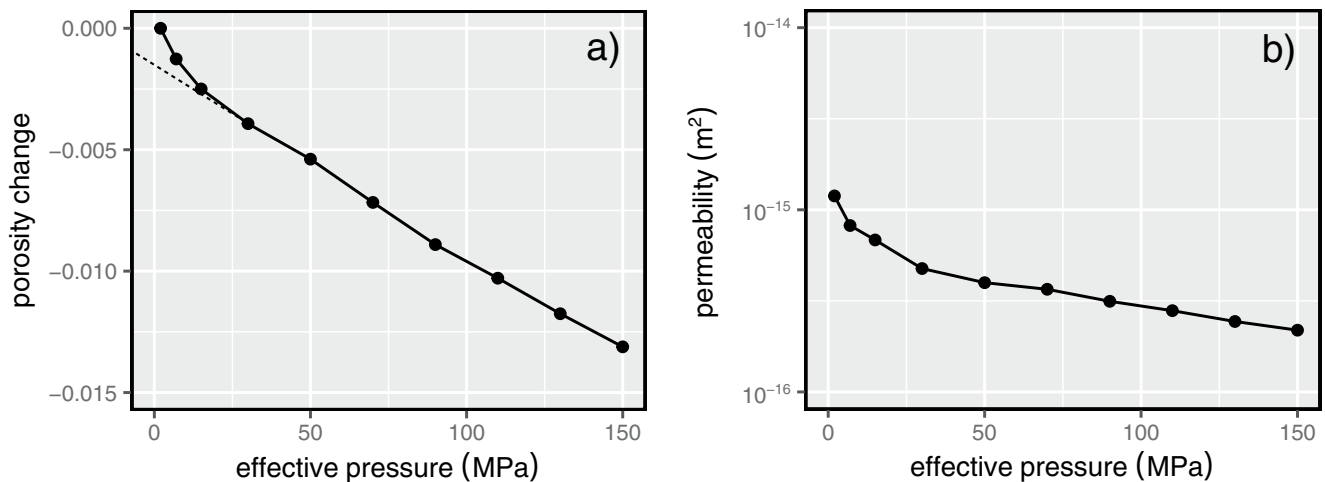 a)
0.000
−0.005
−0.010
−0.015
porosity change
0
50
100
150
effective pressure (MPa)
b)
10⁻¹⁴
10⁻¹⁵
10⁻¹⁶
permeability (m²)
0
50
100
150
effective pressure (MPa)